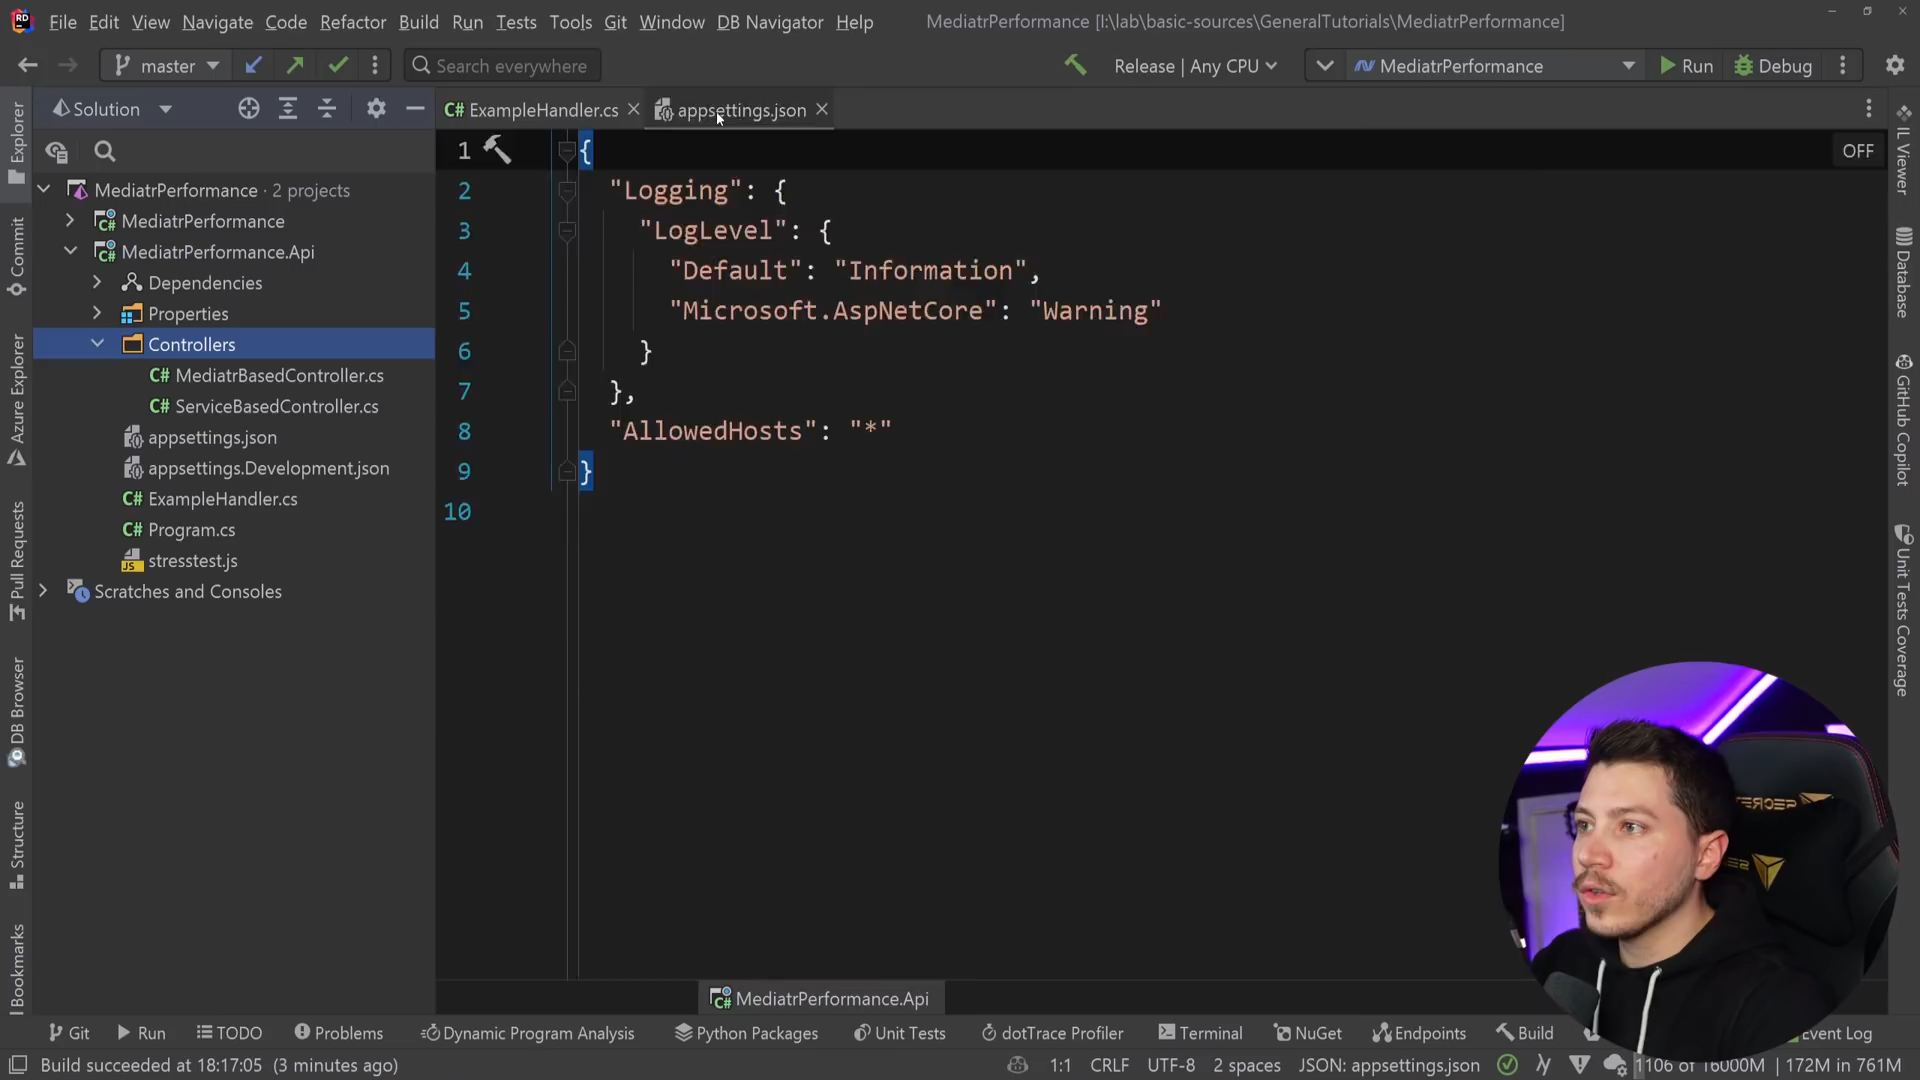 File Edit View Navigate Code Refactor Build Run Tests Tools Git Window DB Navigator Help MediatrPerformance [I:\lab\basic-sources\GeneralTutorials\MediatrPerformance]
master Search everywhere Release | Any CPU MediatrPerformance Run Debug
Solution ExampleHandler.cs appsettings.json
MediatrPerformance · 2 projects
MediatrPerformance
MediatrPerformance.Api
Dependencies
Properties
Controllers
C# MediatrBasedController.cs
C# ServiceBasedController.cs
appsettings.json
appsettings.Development.json
C# ExampleHandler.cs
C# Program.cs
JS stresstest.js
Scratches and Consoles
1 { OFF
2 "Logging": {
3 "LogLevel": {
4 "Default": "Information",
5 "Microsoft.AspNetCore": "Warning"
6 }
7 },
8 "AllowedHosts": "*"
9 }
10
Explorer
Commit
Azure Explorer
Pull Requests
DB Browser
Structure
Bookmarks
IL Viewer
Database
GitHub Copilot
Unit Tests Coverage
MediatrPerformance.Api
Git Run TODO Problems Dynamic Program Analysis Python Packages Unit Tests dotTrace Profiler Terminal NuGet Endpoints Build Event Log
Build succeeded at 18:17:05 (3 minutes ago) 1:1 CRLF UTF-8 2 spaces JSON: appsettings.json 1106 of 16000M 172M in 761M